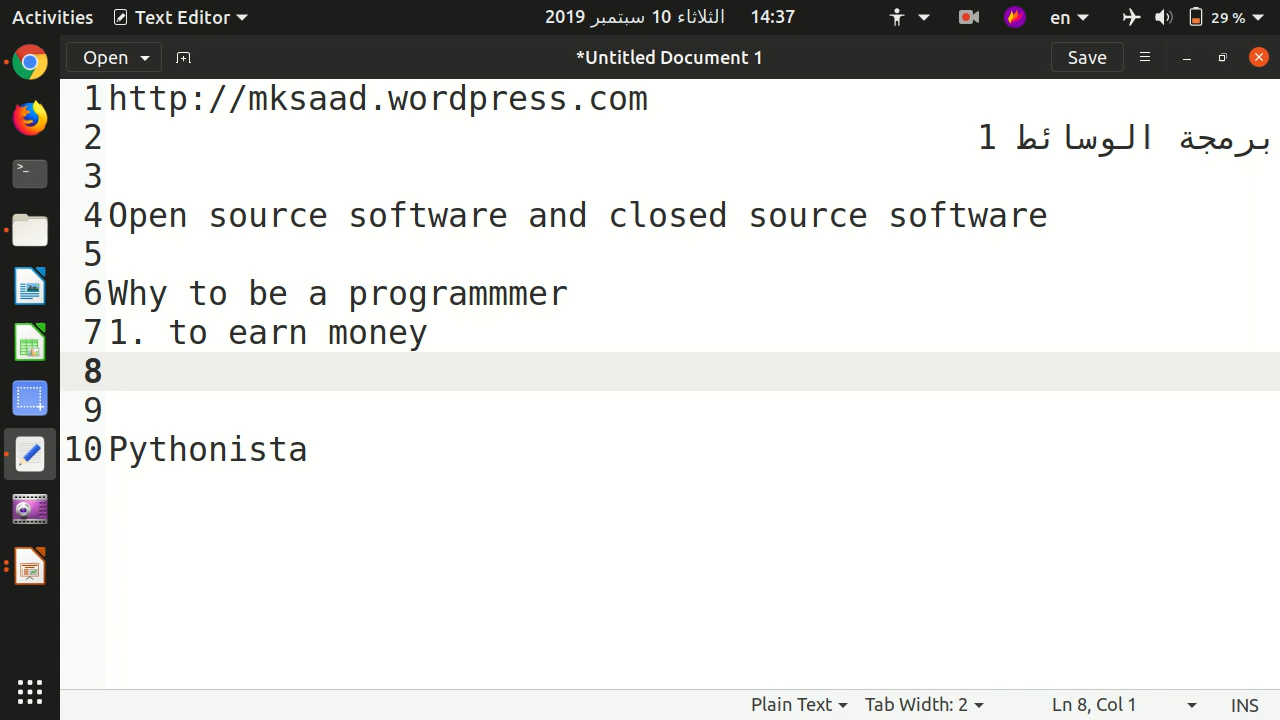 Activities Text Editor الثلاثاء 10 سبتمبر 2019 14:37 en 29 %
Open *Untitled Document 1 Save
1 http://mksaad.wordpress.com
2 برمجة الوسائط 1
3
4 Open source software and closed source software
5
6 Why to be a programmmer
7 1. to earn money
8
9
10 Pythonista
Plain Text Tab Width: 2 Ln 8, Col 1 INS